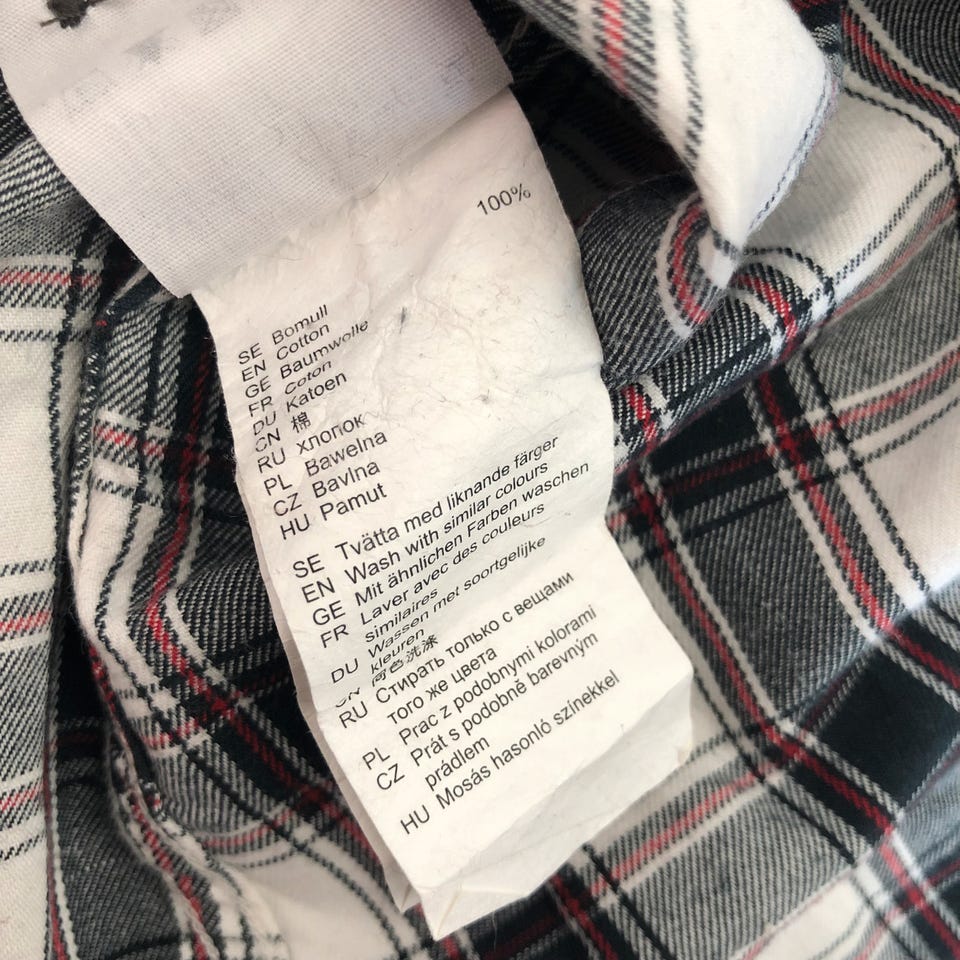 100%
SE Bomull
EN Cotton
GE Baumwolle
FR Coton
DU Katoen
CN 棉
RU хлопок
PL Bawełna
CZ Bavlna
HU Pamut
SE Tvätta med liknande färger
EN Wash with similar colours
GE Mit ähnlichen Farben waschen
FR Laver avec des couleurs
similaires
DU Wassen met soortgelijke
kleuren
CN 同色洗涤
RU Стирать только с вещами
того же цвета
PL Prac z podobnymi kolorami
CZ Prát s podobně barevným
prádlem
HU Mosás hasonló színekkel